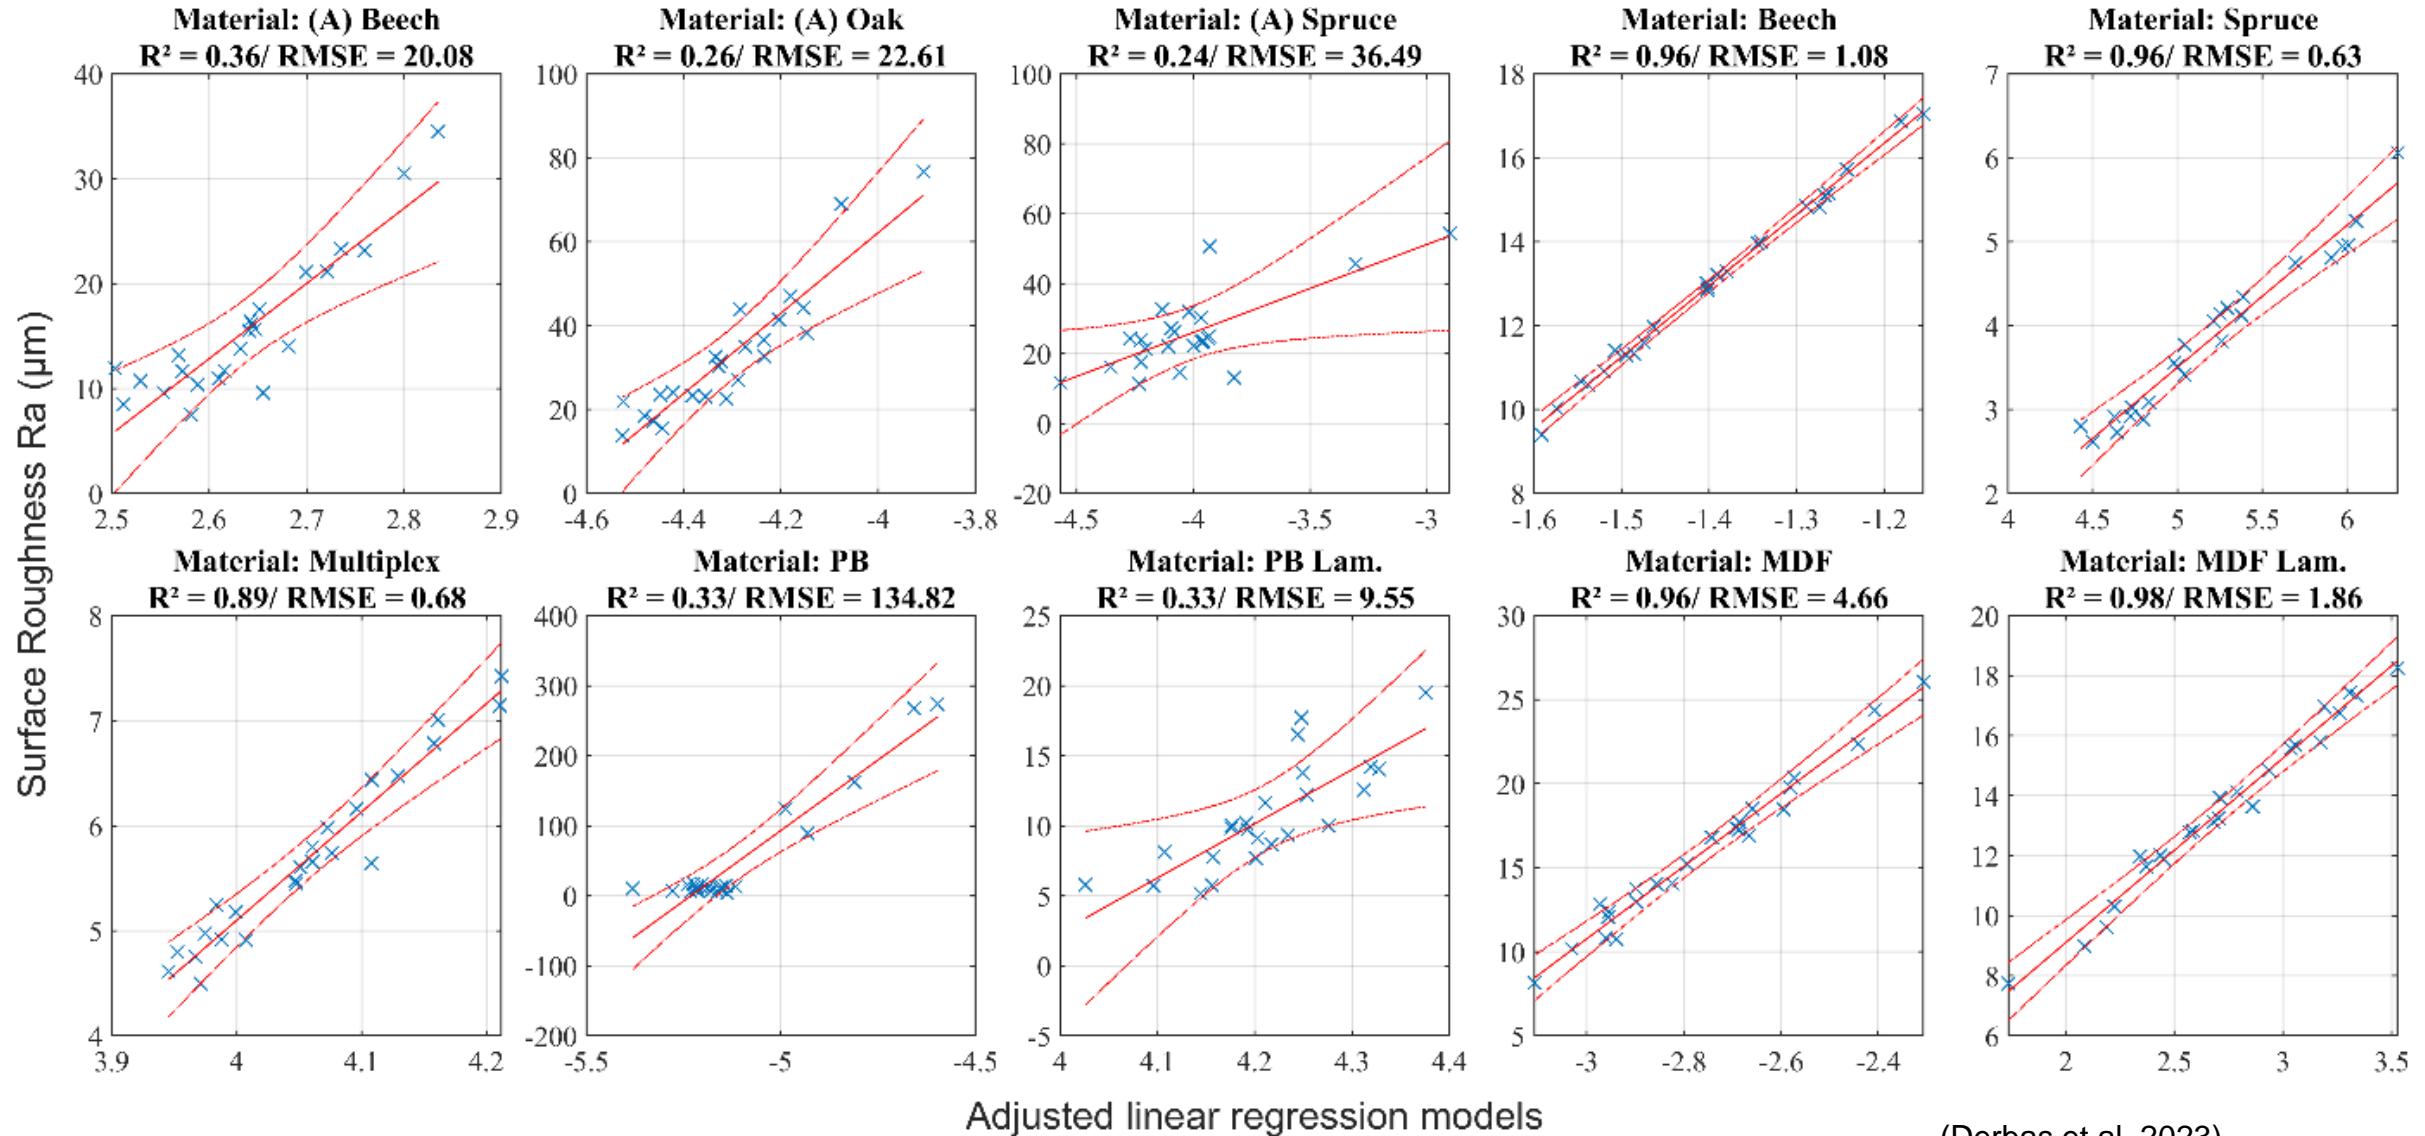 Material: (A) Beech
R² = 0.36/ RMSE = 20.08
40
30
20
10
0
2.5 2.6 2.7 2.8 2.9
Material: (A) Oak
R² = 0.26/ RMSE = 22.61
100
80
60
40
20
0
-4.6 -4.4 -4.2 -4 -3.8
Material: (A) Spruce
R² = 0.24/ RMSE = 36.49
100
80
60
40
20
0
-20
-4.5 -4 -3.5 -3
Material: Beech
R² = 0.96/ RMSE = 1.08
18
16
14
12
10
8
-1.6 -1.5 -1.4 -1.3 -1.2
Material: Spruce
R² = 0.96/ RMSE = 0.63
7
6
5
4
3
2
4 4.5 5 5.5 6
Surface Roughness Ra (μm)
Material: Multiplex
R² = 0.89/ RMSE = 0.68
8
7
6
5
4
3.9 4 4.1 4.2
Material: PB
R² = 0.33/ RMSE = 134.82
400
300
200
100
0
-100
-200
-5.5 -5 -4.5
Material: PB Lam.
R² = 0.33/ RMSE = 9.55
25
20
15
10
5
0
-5
4 4.1 4.2 4.3 4.4
Material: MDF
R² = 0.96/ RMSE = 4.66
30
25
20
15
10
5
-3 -2.8 -2.6 -2.4
Material: MDF Lam.
R² = 0.98/ RMSE = 1.86
20
18
16
14
12
10
8
6
2 2.5 3 3.5
Adjusted linear regression models
(Derbas et al. 2023)